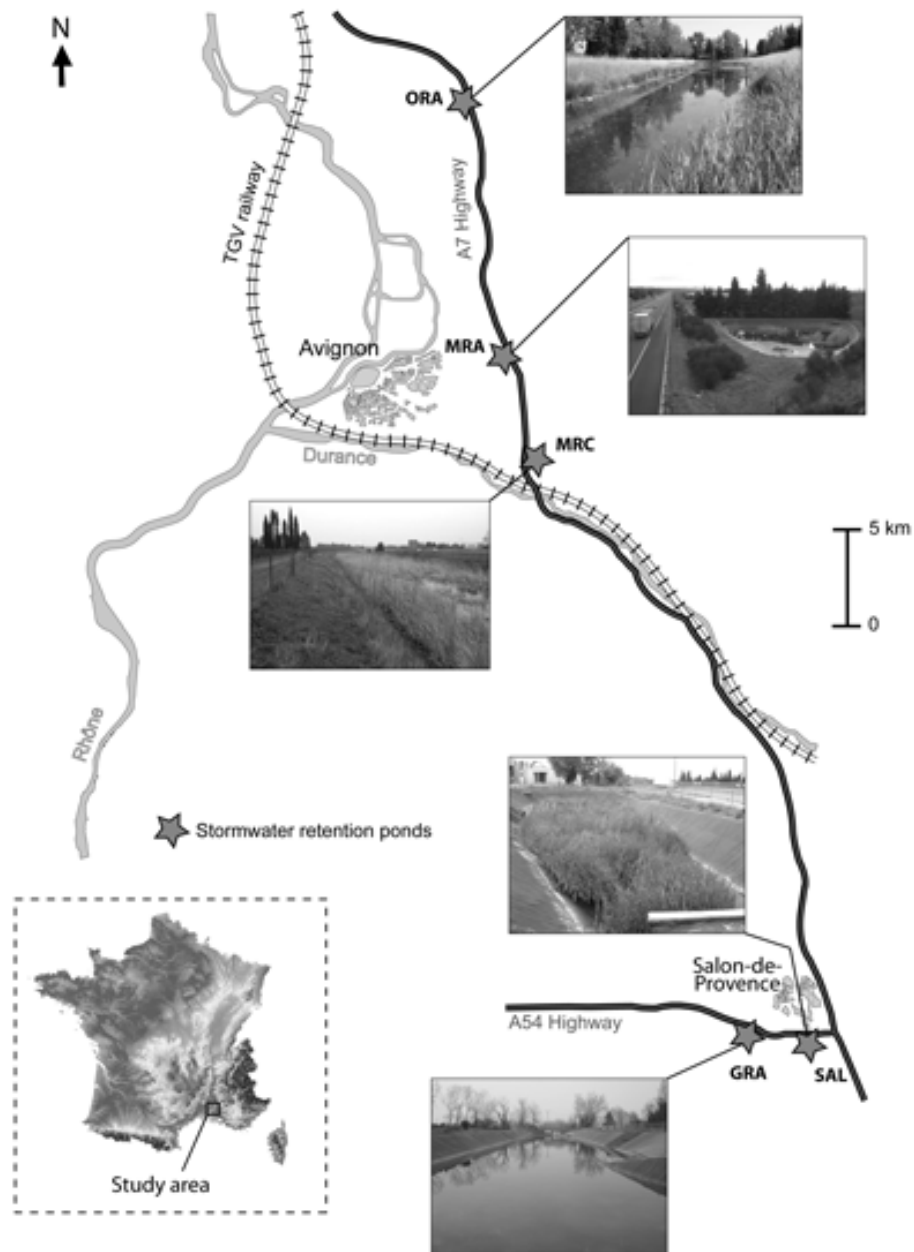 N
ORA
TGV railway
A7 Highway
MRA
Avignon
MRC
Durance
5 km
0
Rhône
Stormwater retention ponds
Salon-de-
Provence
A54 Highway
GRA
SAL
Study area